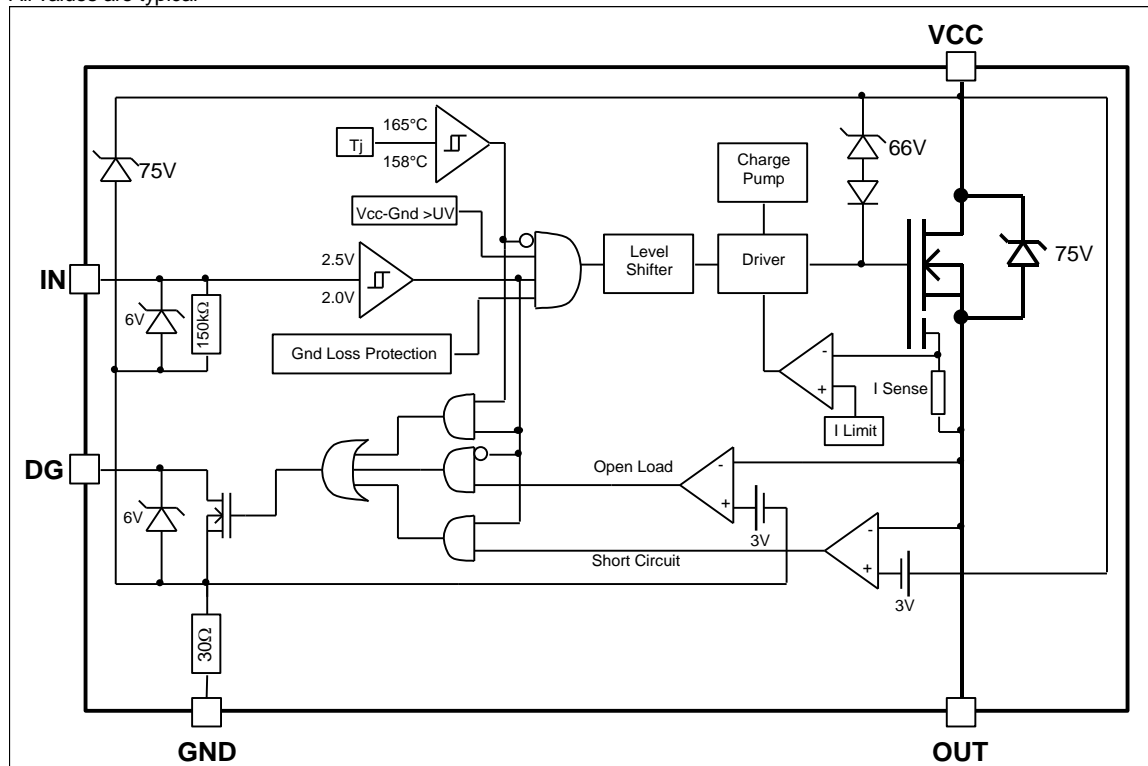 All values are typical
VCC
165°C
Tj
158°C
75V
66V
Charge
Pump
Vcc-Gnd >UV
Level
Shifter
Driver
75V
IN
2.5V
2.0V
6V
150kΩ
Gnd Loss Protection
-
+
I Sense
I Limit
DG
Open Load
-
+
6V
3V
-
+
Short Circuit
3V
30Ω
GND
OUT